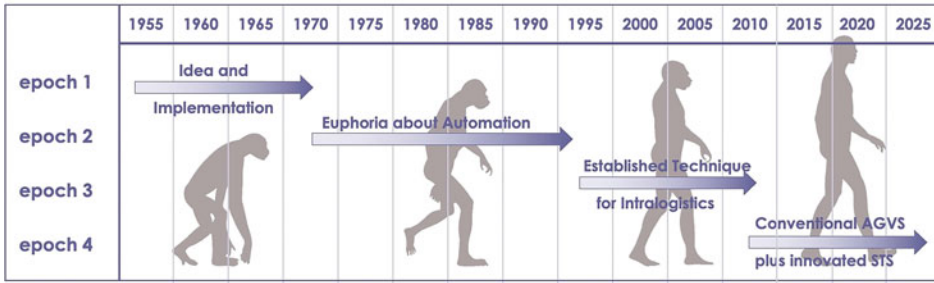 1955 1960 1965 1970 1975 1980 1985 1990 1995 2000 2005 2010 2015 2020 2025
epoch 1
Idea and
Implementation
epoch 2
Euphoria about Automation
epoch 3
Established Technique
for Intralogistics
epoch 4
Conventional AGVS
plus innovated STS